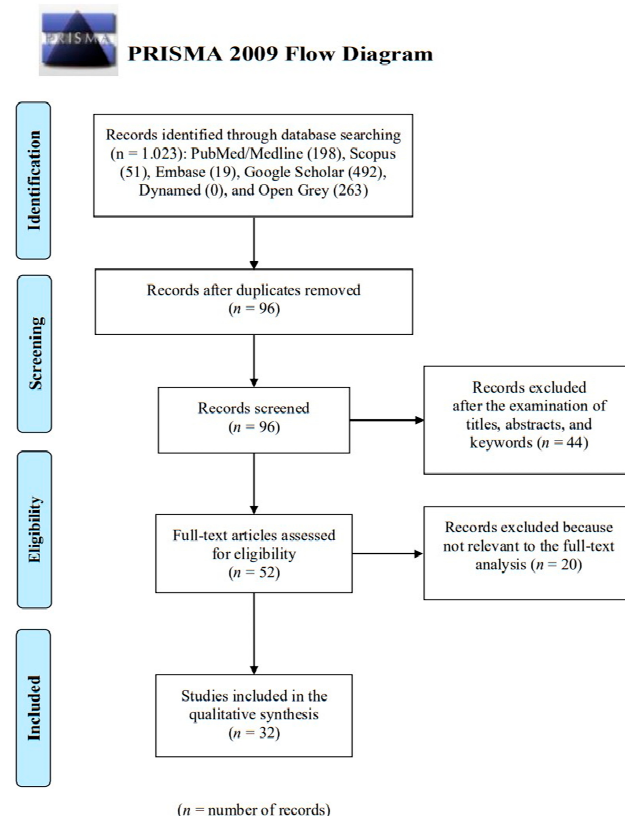 PRISMA
PRISMA 2009 Flow Diagram
Identification
Records identified through database searching
(n = 1.023): PubMed/Medline (198), Scopus
(51), Embase (19), Google Scholar (492),
Dynamed (0), and Open Grey (263)
Screening
Records after duplicates removed
(n = 96)
Records screened
(n = 96)
Records excluded
after the examination of
titles, abstracts, and
keywords (n = 44)
Eligibility
Full-text articles assessed
for eligibility
(n = 52)
Records excluded because
not relevant to the full-text
analysis (n = 20)
Included
Studies included in the
qualitative synthesis
(n = 32)
(n = number of records)